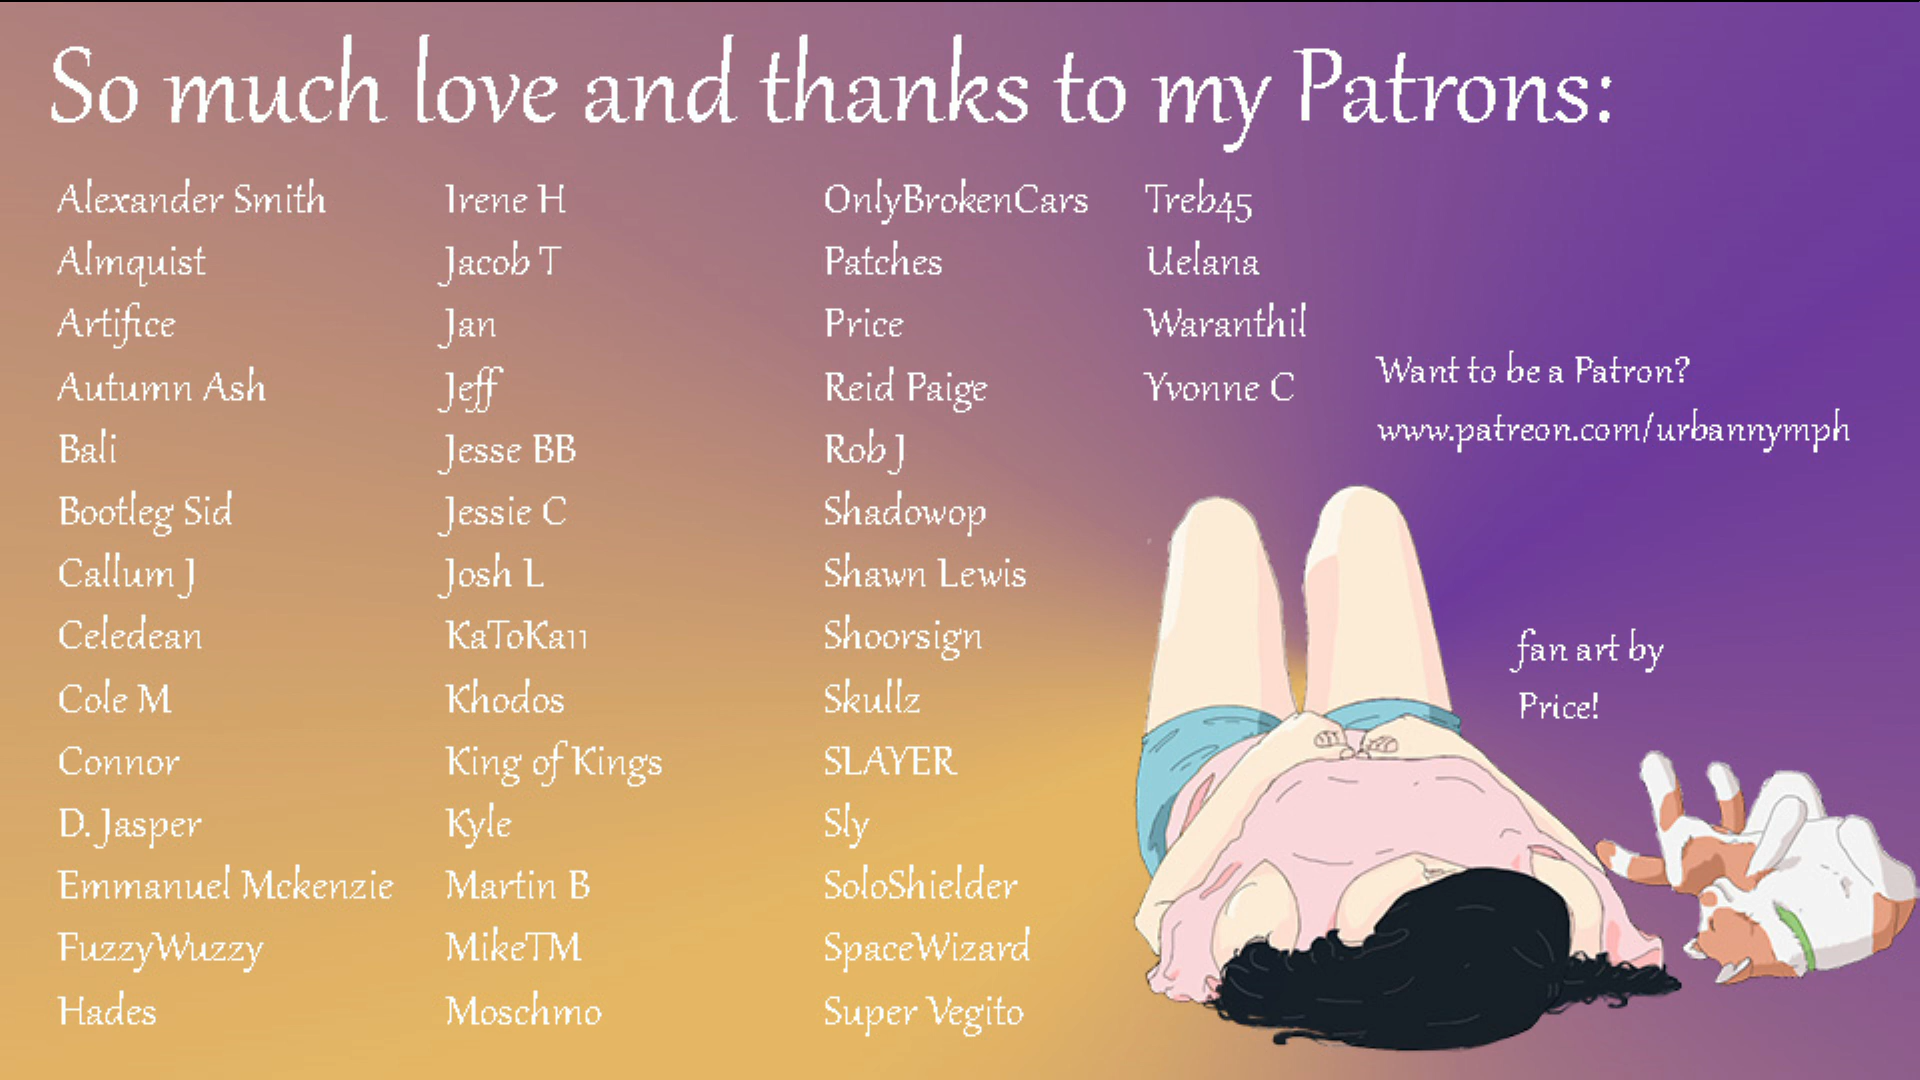 So much love and thanks to my Patrons:
Alexander Smith
Almquist
Artifice
Autumn Ash
Bali
Bootleg Sid
Callum J
Celedean
Cole M
Connor
D. Jasper
Emmanuel Mckenzie
FuzzyWuzzy
Hades
Irene H
Jacob T
Jan
Jeff
Jesse BB
Jessie C
Josh L
KaToKa11
Khodos
King of Kings
Kyle
Martin B
MikeTM
Moschmo
OnlyBrokenCars
Patches
Price
Reid Paige
Rob J
Shadowop
Shawn Lewis
Shoorsign
Skullz
SLAYER
Sly
SoloShielder
SpaceWizard
Super Vegito
Treb45
Uelana
Waranthil
Yvonne C
Want to be a Patron?
www.patreon.com/urbannymph
fan art by
Price!